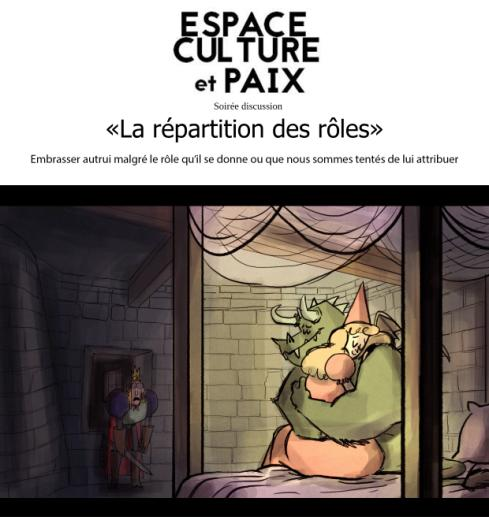 ESPACE
CULTURE
et PAIX
Soirée discussion
«La répartition des rôles»
Embrasser autrui malgré le rôle qu'il se donne ou que nous sommes tentés de lui attribuer